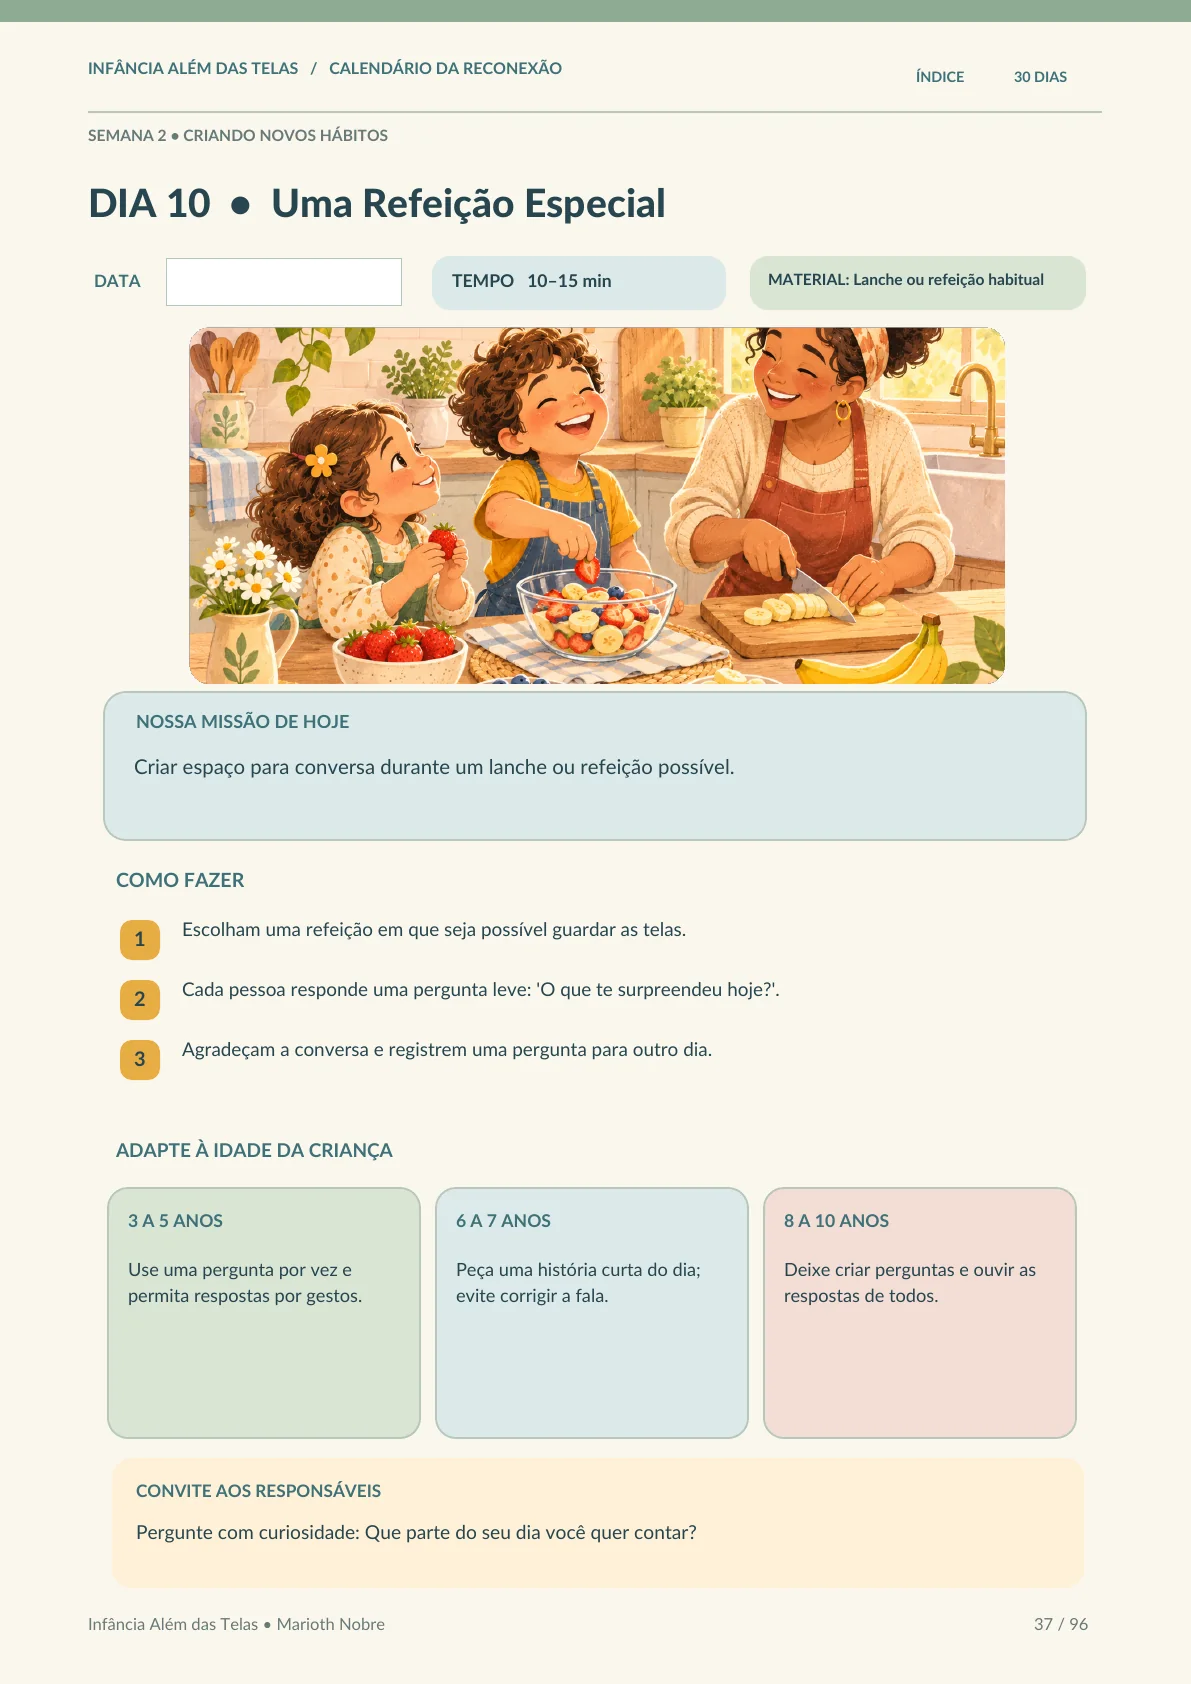 INFÂNCIA ALÉM DAS TELAS / CALENDÁRIO DA RECONEXÃO
ÍNDICE 30 DIAS
SEMANA 2 • CRIANDO NOVOS HÁBITOS
DIA 10 • Uma Refeição Especial
DATA
TEMPO 10–15 min
MATERIAL: Lanche ou refeição habitual
NOSSA MISSÃO DE HOJE
Criar espaço para conversa durante um lanche ou refeição possível.
COMO FAZER
1 Escolham uma refeição em que seja possível guardar as telas.
2 Cada pessoa responde uma pergunta leve: 'O que te surpreendeu hoje?'.
3 Agradeçam a conversa e registrem uma pergunta para outro dia.
ADAPTE À IDADE DA CRIANÇA
3 A 5 ANOS
Use uma pergunta por vez e
permita respostas por gestos.
6 A 7 ANOS
Peça uma história curta do dia;
evite corrigir a fala.
8 A 10 ANOS
Deixe criar perguntas e ouvir as
respostas de todos.
CONVITE AOS RESPONSÁVEIS
Pergunte com curiosidade: Que parte do seu dia você quer contar?
Infância Além das Telas • Marioth Nobre
37 / 96